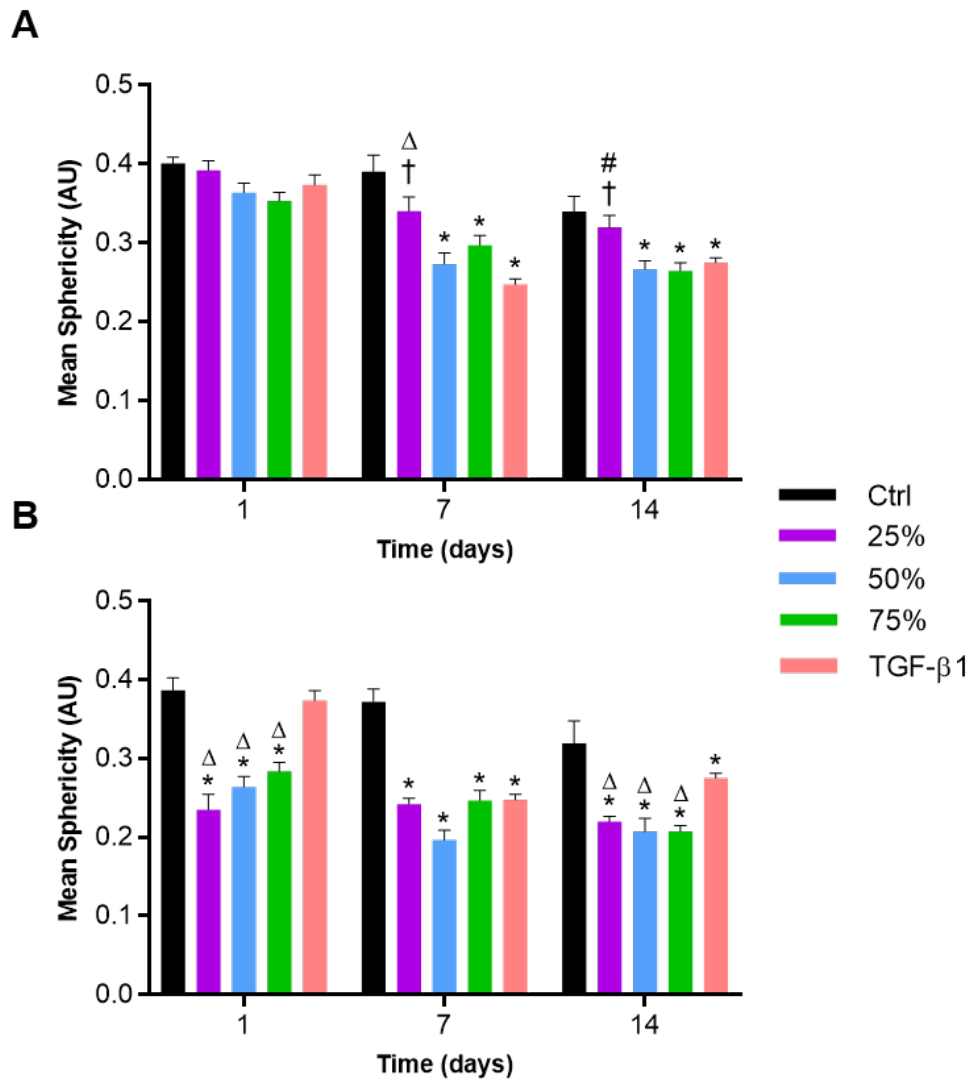 A
Mean Sphericity (AU)
0.5
0.4
0.3
0.2
0.1
0.0
Δ
†
*
*
*
#
†
*
*
*
1
7
14
Time (days)
B
Mean Sphericity (AU)
0.5
0.4
0.3
0.2
0.1
0.0
Δ
*
Δ
*
Δ
*
*
*
*
*
Δ
*
Δ
*
Δ
*
*
1
7
14
Time (days)
Ctrl
25%
50%
75%
TGF-β1